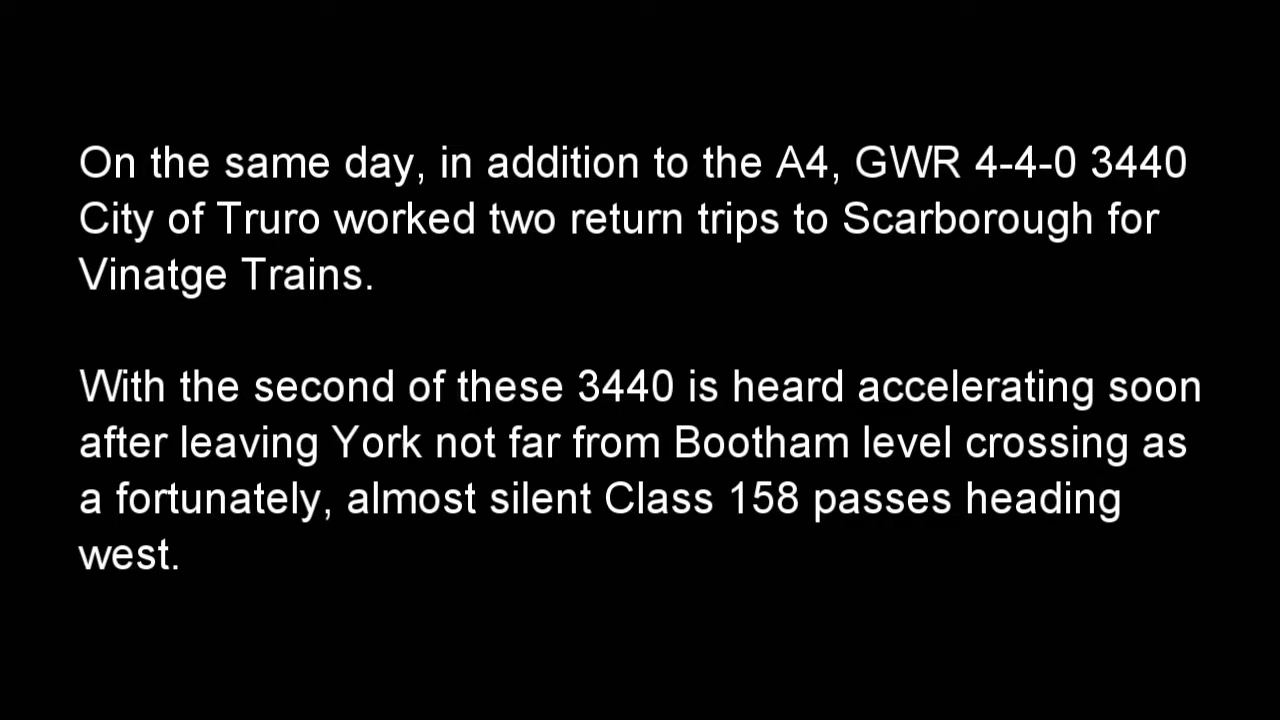 On the same day, in addition to the A4, GWR 4-4-0 3440
City of Truro worked two return trips to Scarborough for
Vinatge Trains.
With the second of these 3440 is heard accelerating soon
after leaving York not far from Bootham level crossing as
a fortunately, almost silent Class 158 passes heading
west.